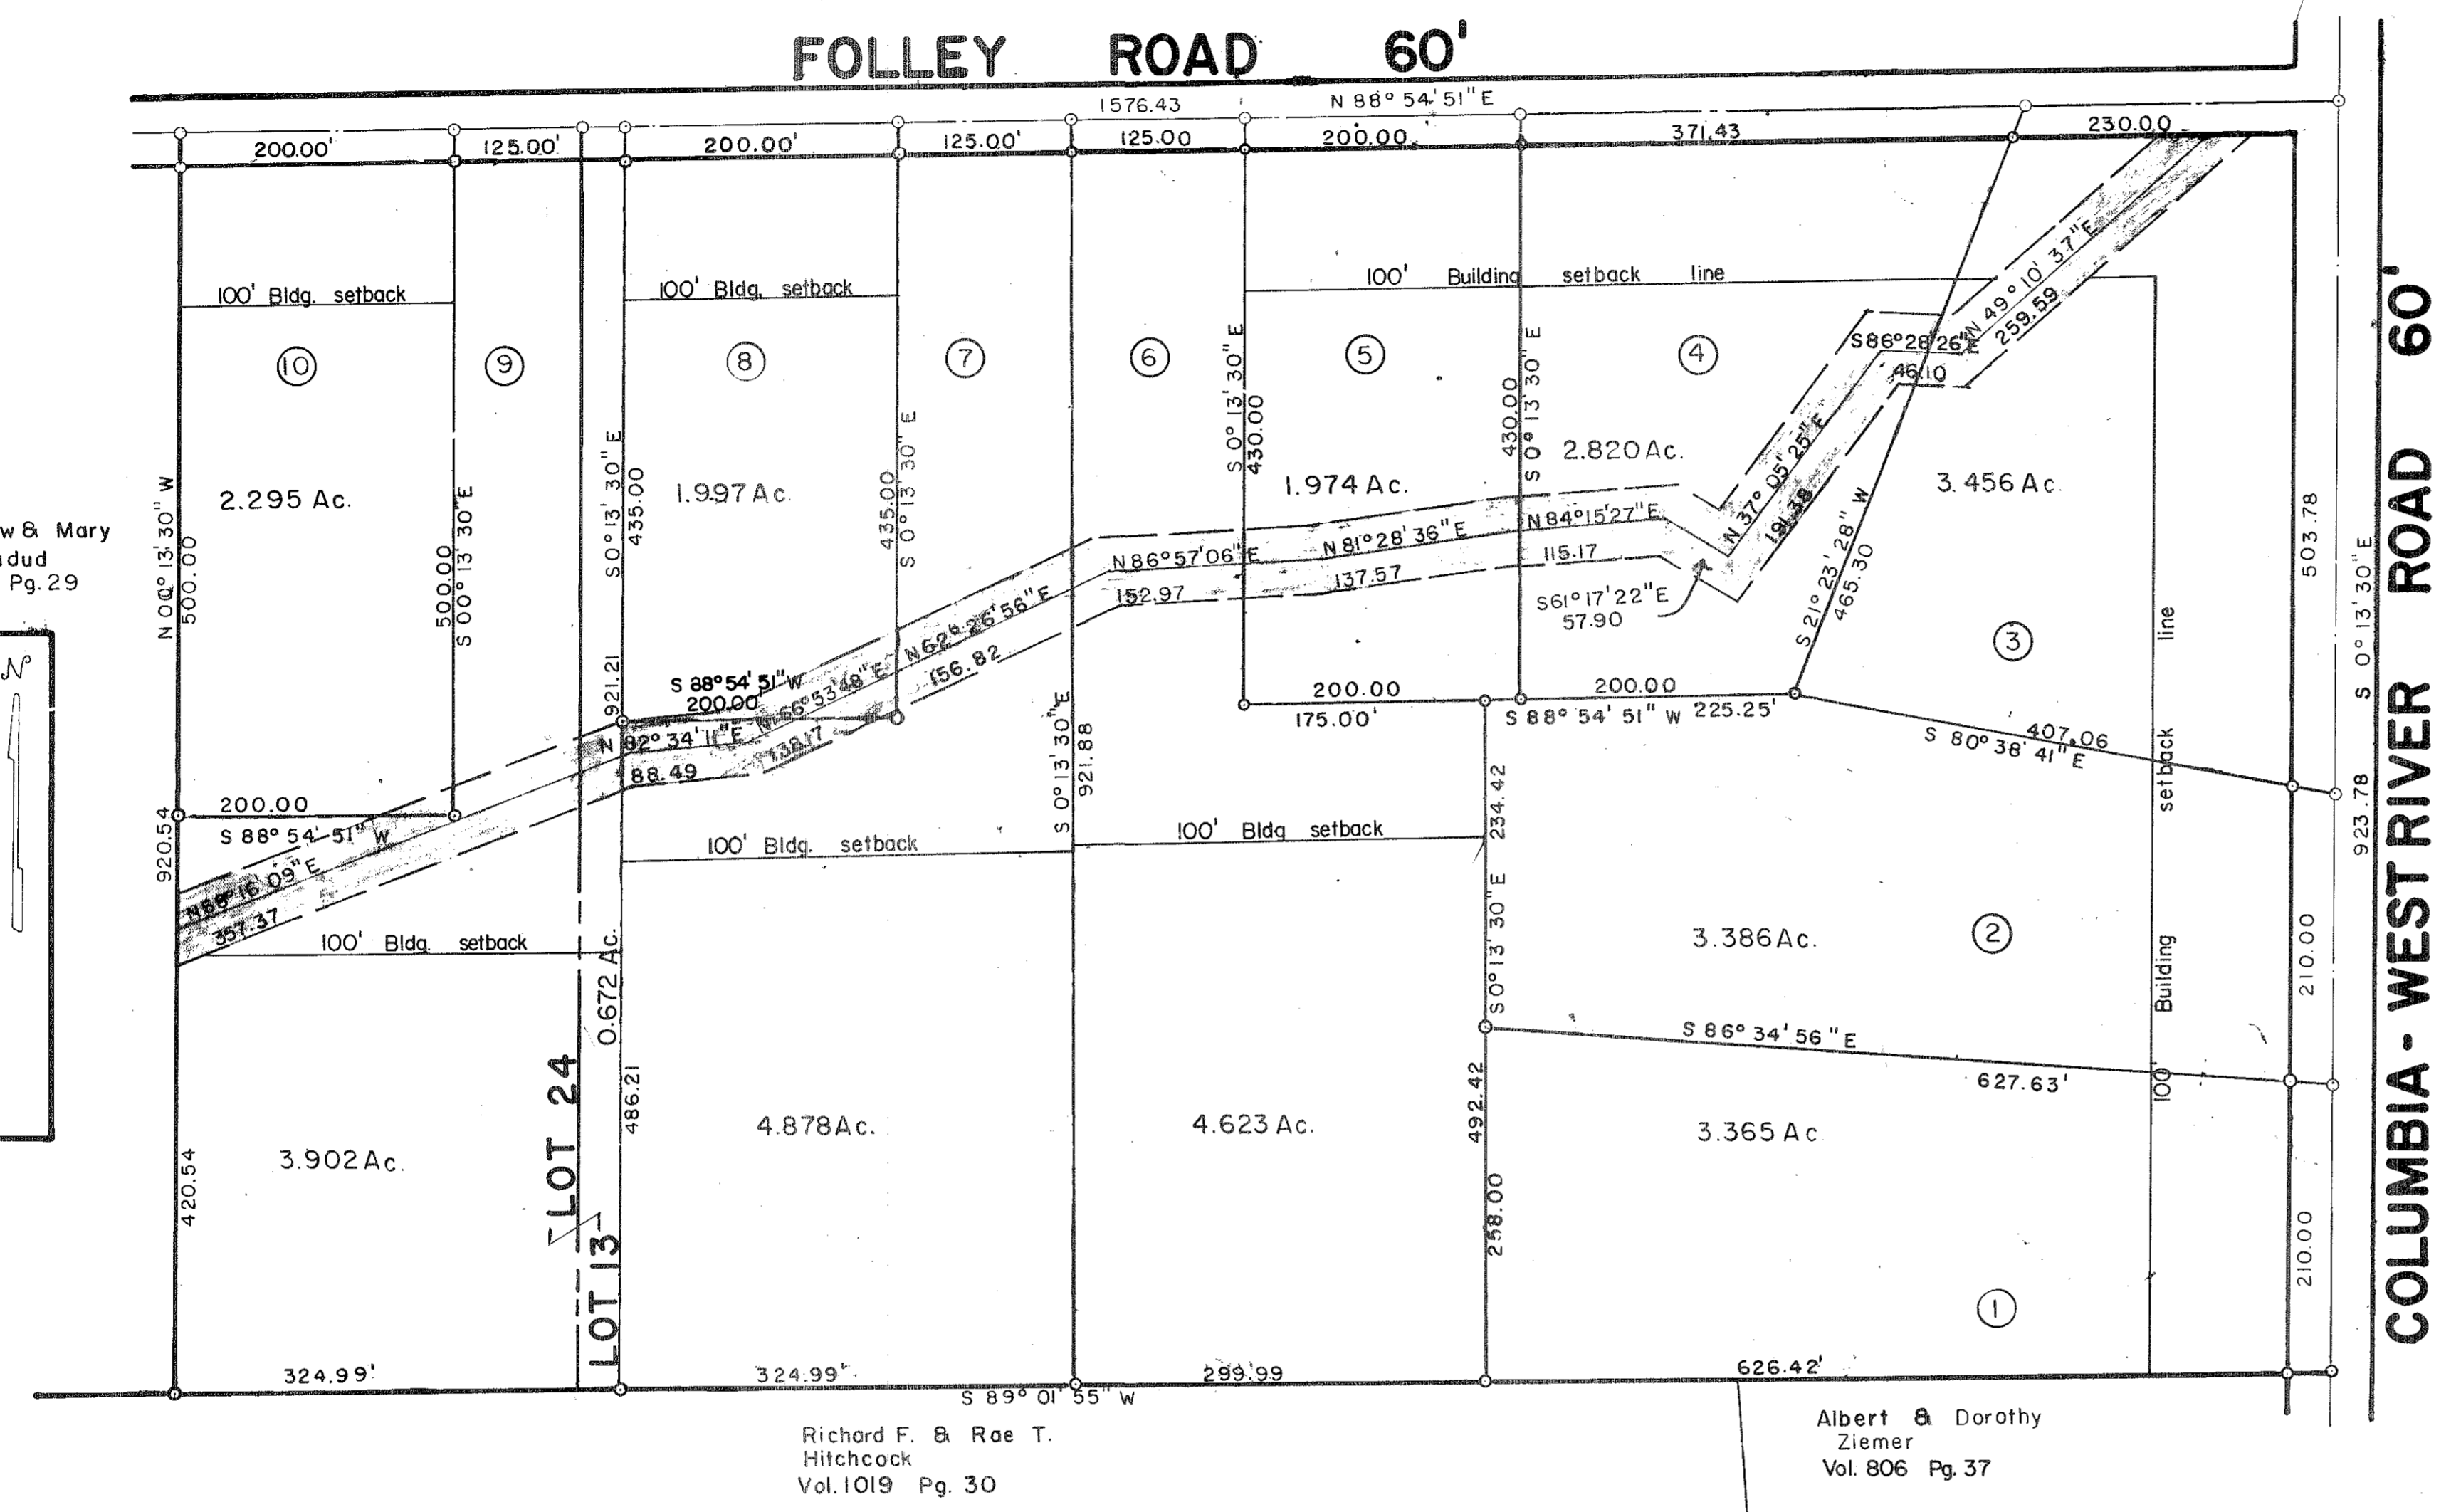 FOLLEY ROAD 60'
1576.43
N 88° 54' 51" E
200.00'
125.00'
200.00'
125.00'
125.00
200.00
371.43
230.00
100' Bldg. setback
100' Bldg. setback
100' Building setback line
10
9
8
7
6
5
4
3
2
1
N 00° 13' 30" W
500.00
2.295 Ac.
500.00
S 00° 13' 30" E
S 0° 13' 30" E
435.00
1.997 Ac.
435.00
S 0° 13' 30" E
S 0° 13' 30" E
430.00
1.974 Ac.
430.00
S 0° 13' 30" E
2.820 Ac.
3.456 Ac.
N 49° 10' 37" E
259.59
S 86° 28' 26" E
46.10
N 37° 05' 25" E
191.38
S 21° 23' 28" W
465.30
N 84° 15' 27" E
115.17
S 61° 17' 22" E
57.90
N 81° 28' 36" E
137.57
N 86° 57' 06" E
152.97
N 62° 26' 56" E
156.82
N 66° 53' 48" E
138.17
S 88° 54' 51" W
200.00'
N 82° 34' 11" E
88.49
921.21
200.00
S 88° 54' 51" W
920.54
357.37
w & Mary
dud
Pg. 29
N
200.00
175.00'
200.00
S 88° 54' 51" W 225.25'
407.06
S 80° 38' 41" E
503.78
S 0° 13' 30" E
923.78
S 0° 13' 30" E
921.88
234.42
S 0° 13' 30" E
100' Bldg. setback
100' Bldg. setback
100' Bldg setback
100' Building setback line
3.386 Ac.
210.00
S 86° 34' 56" E
627.63'
0.672 Ac.
LOT 24
LOT 13
486.21
492.42
258.00
420.54
3.902 Ac.
4.878 Ac.
4.623 Ac.
3.365 Ac
210.00
324.99'
324.99'
299.99
626.42'
S 89° 01' 55" W
Richard F. & Rae T.
Hitchcock
Vol. 1019 Pg. 30
Albert & Dorothy
Ziemer
Vol. 806 Pg. 37
COLUMBIA - WEST RIVER ROAD 60'